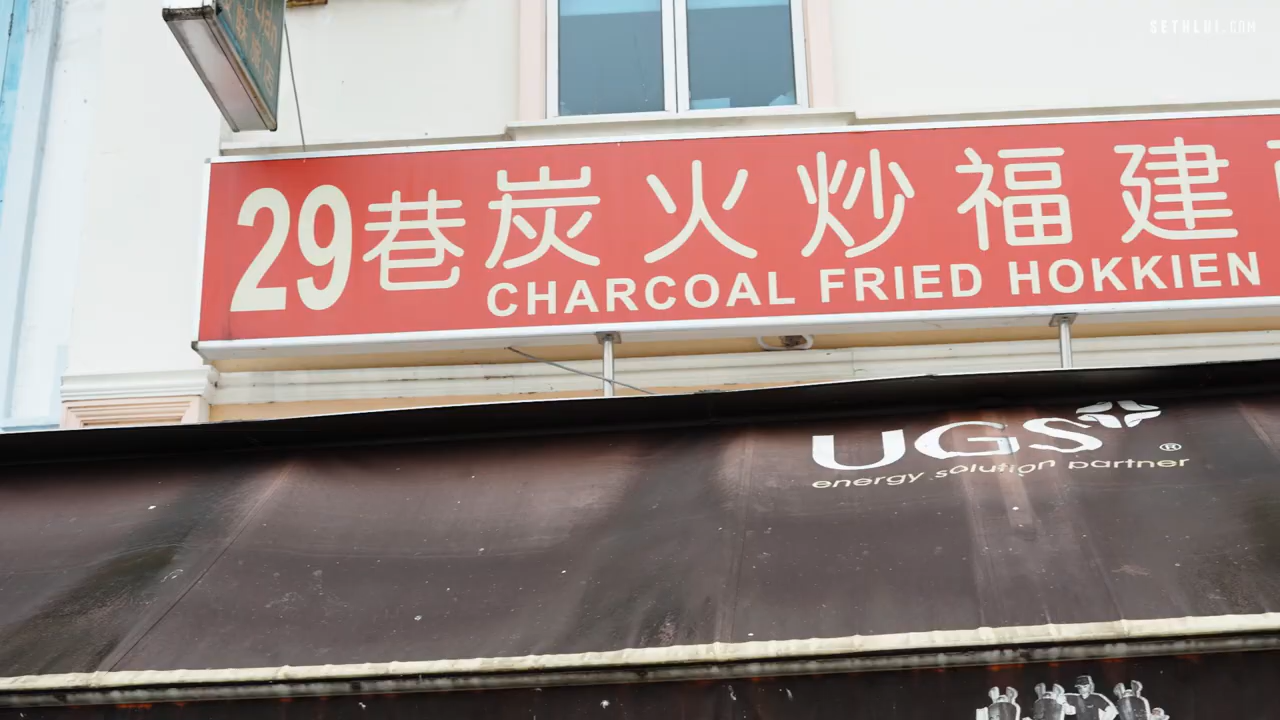 SETHLUI.COM
29巷炭火炒福建
CHARCOAL FRIED HOKKIEN
UGS
®
energy solution partner